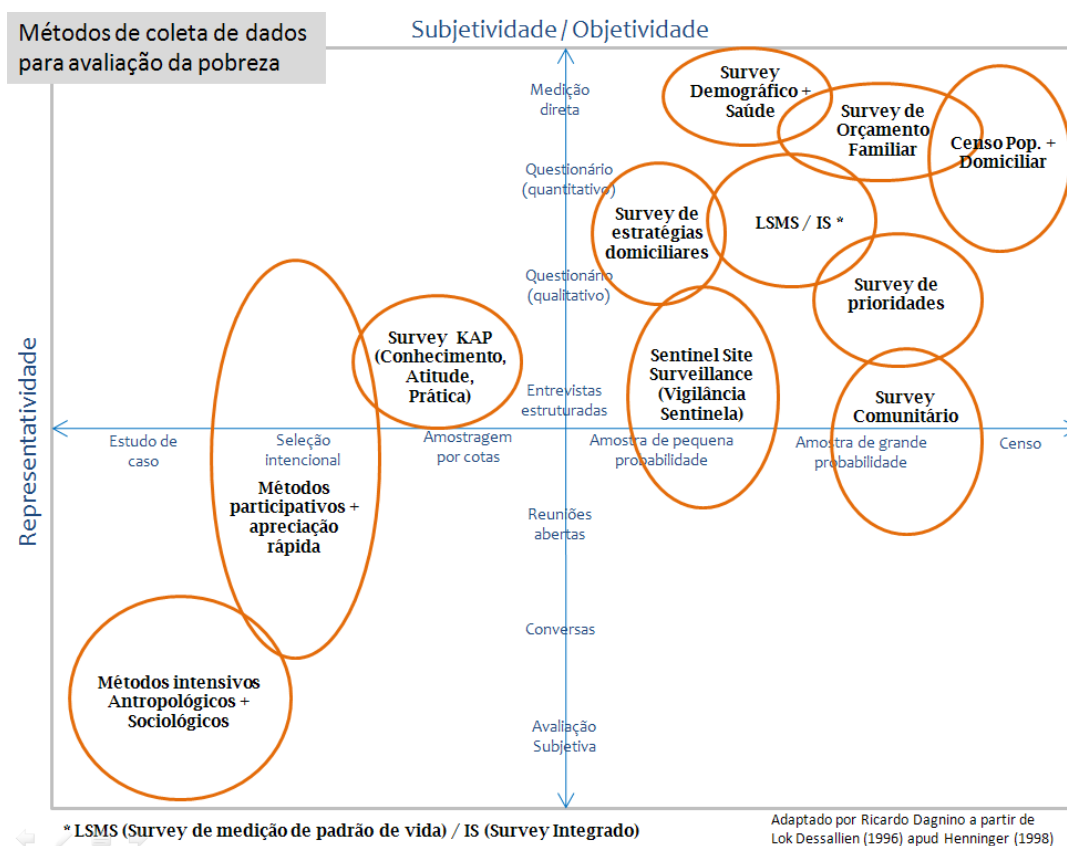 Métodos de coleta de dados
para avaliação da pobreza
Subjetividade / Objetividade
Representatividade
Medição
direta
Questionário
(quantitativo)
Questionário
(qualitativo)
Entrevistas
estruturadas
Reuniões
abertas
Conversas
Avaliação
Subjetiva
Estudo de
caso
Seleção
intencional
Amostragem
por cotas
Amostra de pequena
probabilidade
Amostra de grande
probabilidade
Censo
Survey
Demográfico +
Saúde
Survey de
Orçamento
Familiar
Censo Pop. +
Domiciliar
Survey de
estratégias
domiciliares
LSMS / IS *
Survey de
prioridades
Survey KAP
(Conhecimento,
Atitude,
Prática)
Sentinel Site
Surveillance
(Vigilância
Sentinela)
Survey
Comunitário
Métodos
participativos +
apreciação
rápida
Métodos intensivos
Antropológicos +
Sociológicos
* LSMS (Survey de medição de padrão de vida) / IS (Survey Integrado)
Adaptado por Ricardo Dagnino a partir de
Lok Dessallien (1996) apud Henninger (1998)